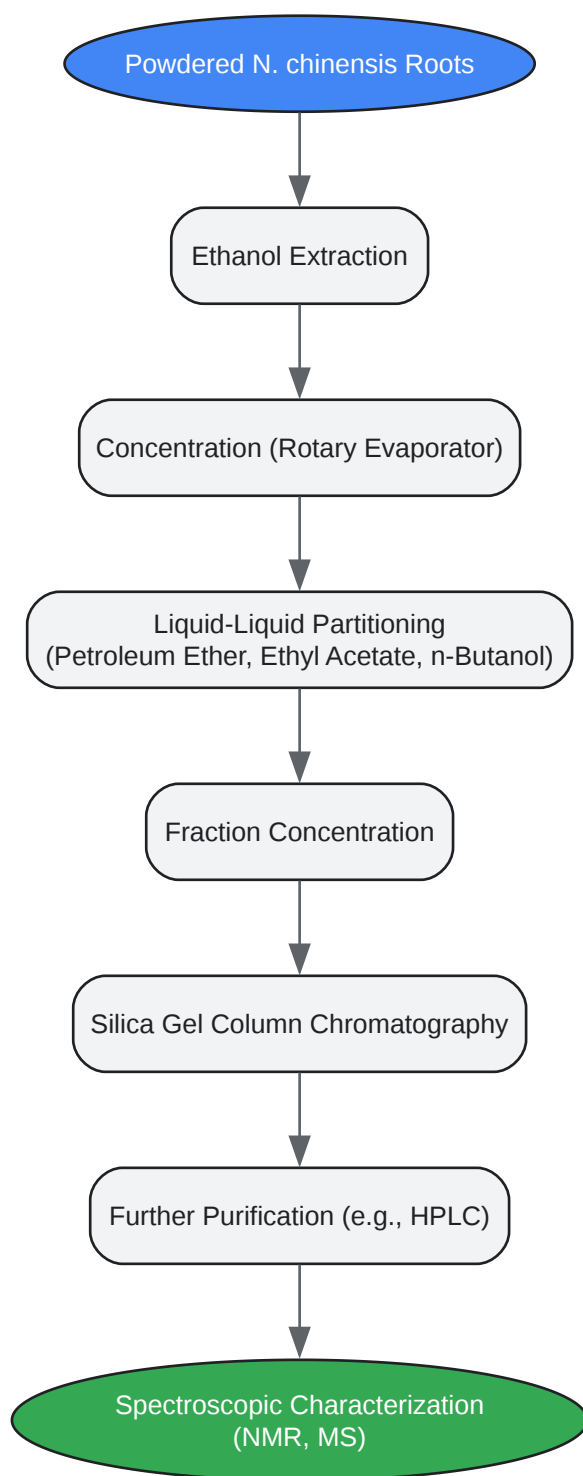 Powdered N. chinensis Roots
Ethanol Extraction
Concentration (Rotary Evaporator)
Liquid-Liquid Partitioning
(Petroleum Ether, Ethyl Acetate, n-Butanol)
Fraction Concentration
Silica Gel Column Chromatography
Further Purification (e.g., HPLC)
Spectroscopic Characterization
(NMR, MS)